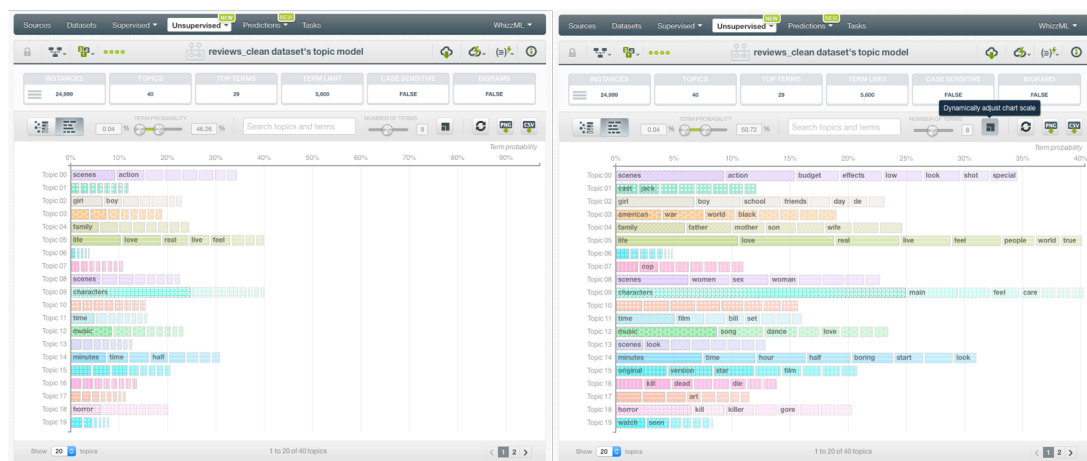 Sources Datasets Supervised Unsupervised NEW Predictions NEW Tasks WhizzML
reviews_clean dataset's topic model
INSTANCES TOPICS TOP TERMS TERM LIMIT CASE SENSITIVE BIGRAMS
24,999 40 29 5,600 FALSE FALSE
TERM PROBABILITY NUMBER OF TERMS
0.04 % 46.26 % Search topics and terms 8 PNG CSV
Term probability
0% 10% 20% 30% 40% 50% 60% 70% 80% 90%
Topic 00 scenes action
Topic 01
Topic 02 girl boy
Topic 03
Topic 04 family
Topic 05 life love real live feel
Topic 06
Topic 07
Topic 08 scenes
Topic 09 characters
Topic 10
Topic 11 time
Topic 12 music
Topic 13
Topic 14 minutes time half
Topic 15
Topic 16
Topic 17
Topic 18 horror
Topic 19
Show 20 topics 1 to 20 of 40 topics < 1 2 >
Sources Datasets Supervised Unsupervised NEW Predictions NEW Tasks WhizzML
reviews_clean dataset's topic model
INSTANCES TOPICS TOP TERMS TERM LIMIT CASE SENSITIVE BIGRAMS
24,999 40 29 5,600 FALSE FALSE
Dynamically adjust chart scale
TERM PROBABILITY NUMBER OF TERMS
0.04 % 50.72 % Search topics and terms 8 PNG CSV
Term probability
0% 5% 10% 15% 20% 25% 30% 35% 40%
Topic 00 scenes action budget effects low look shot special
Topic 01 cast jack
Topic 02 girl boy school friends day de
Topic 03 american war world black
Topic 04 family father mother son wife
Topic 05 life love real live feel people world true
Topic 06
Topic 07 cop
Topic 08 scenes women sex woman
Topic 09 characters main feel care
Topic 10
Topic 11 time film bill set
Topic 12 music song dance love
Topic 13 scenes look
Topic 14 minutes time hour half boring start look
Topic 15 original version star film
Topic 16 kill dead die
Topic 17 art
Topic 18 horror kill killer gore
Topic 19 watch seen
Show 20 topics 1 to 20 of 40 topics < 1 2 >